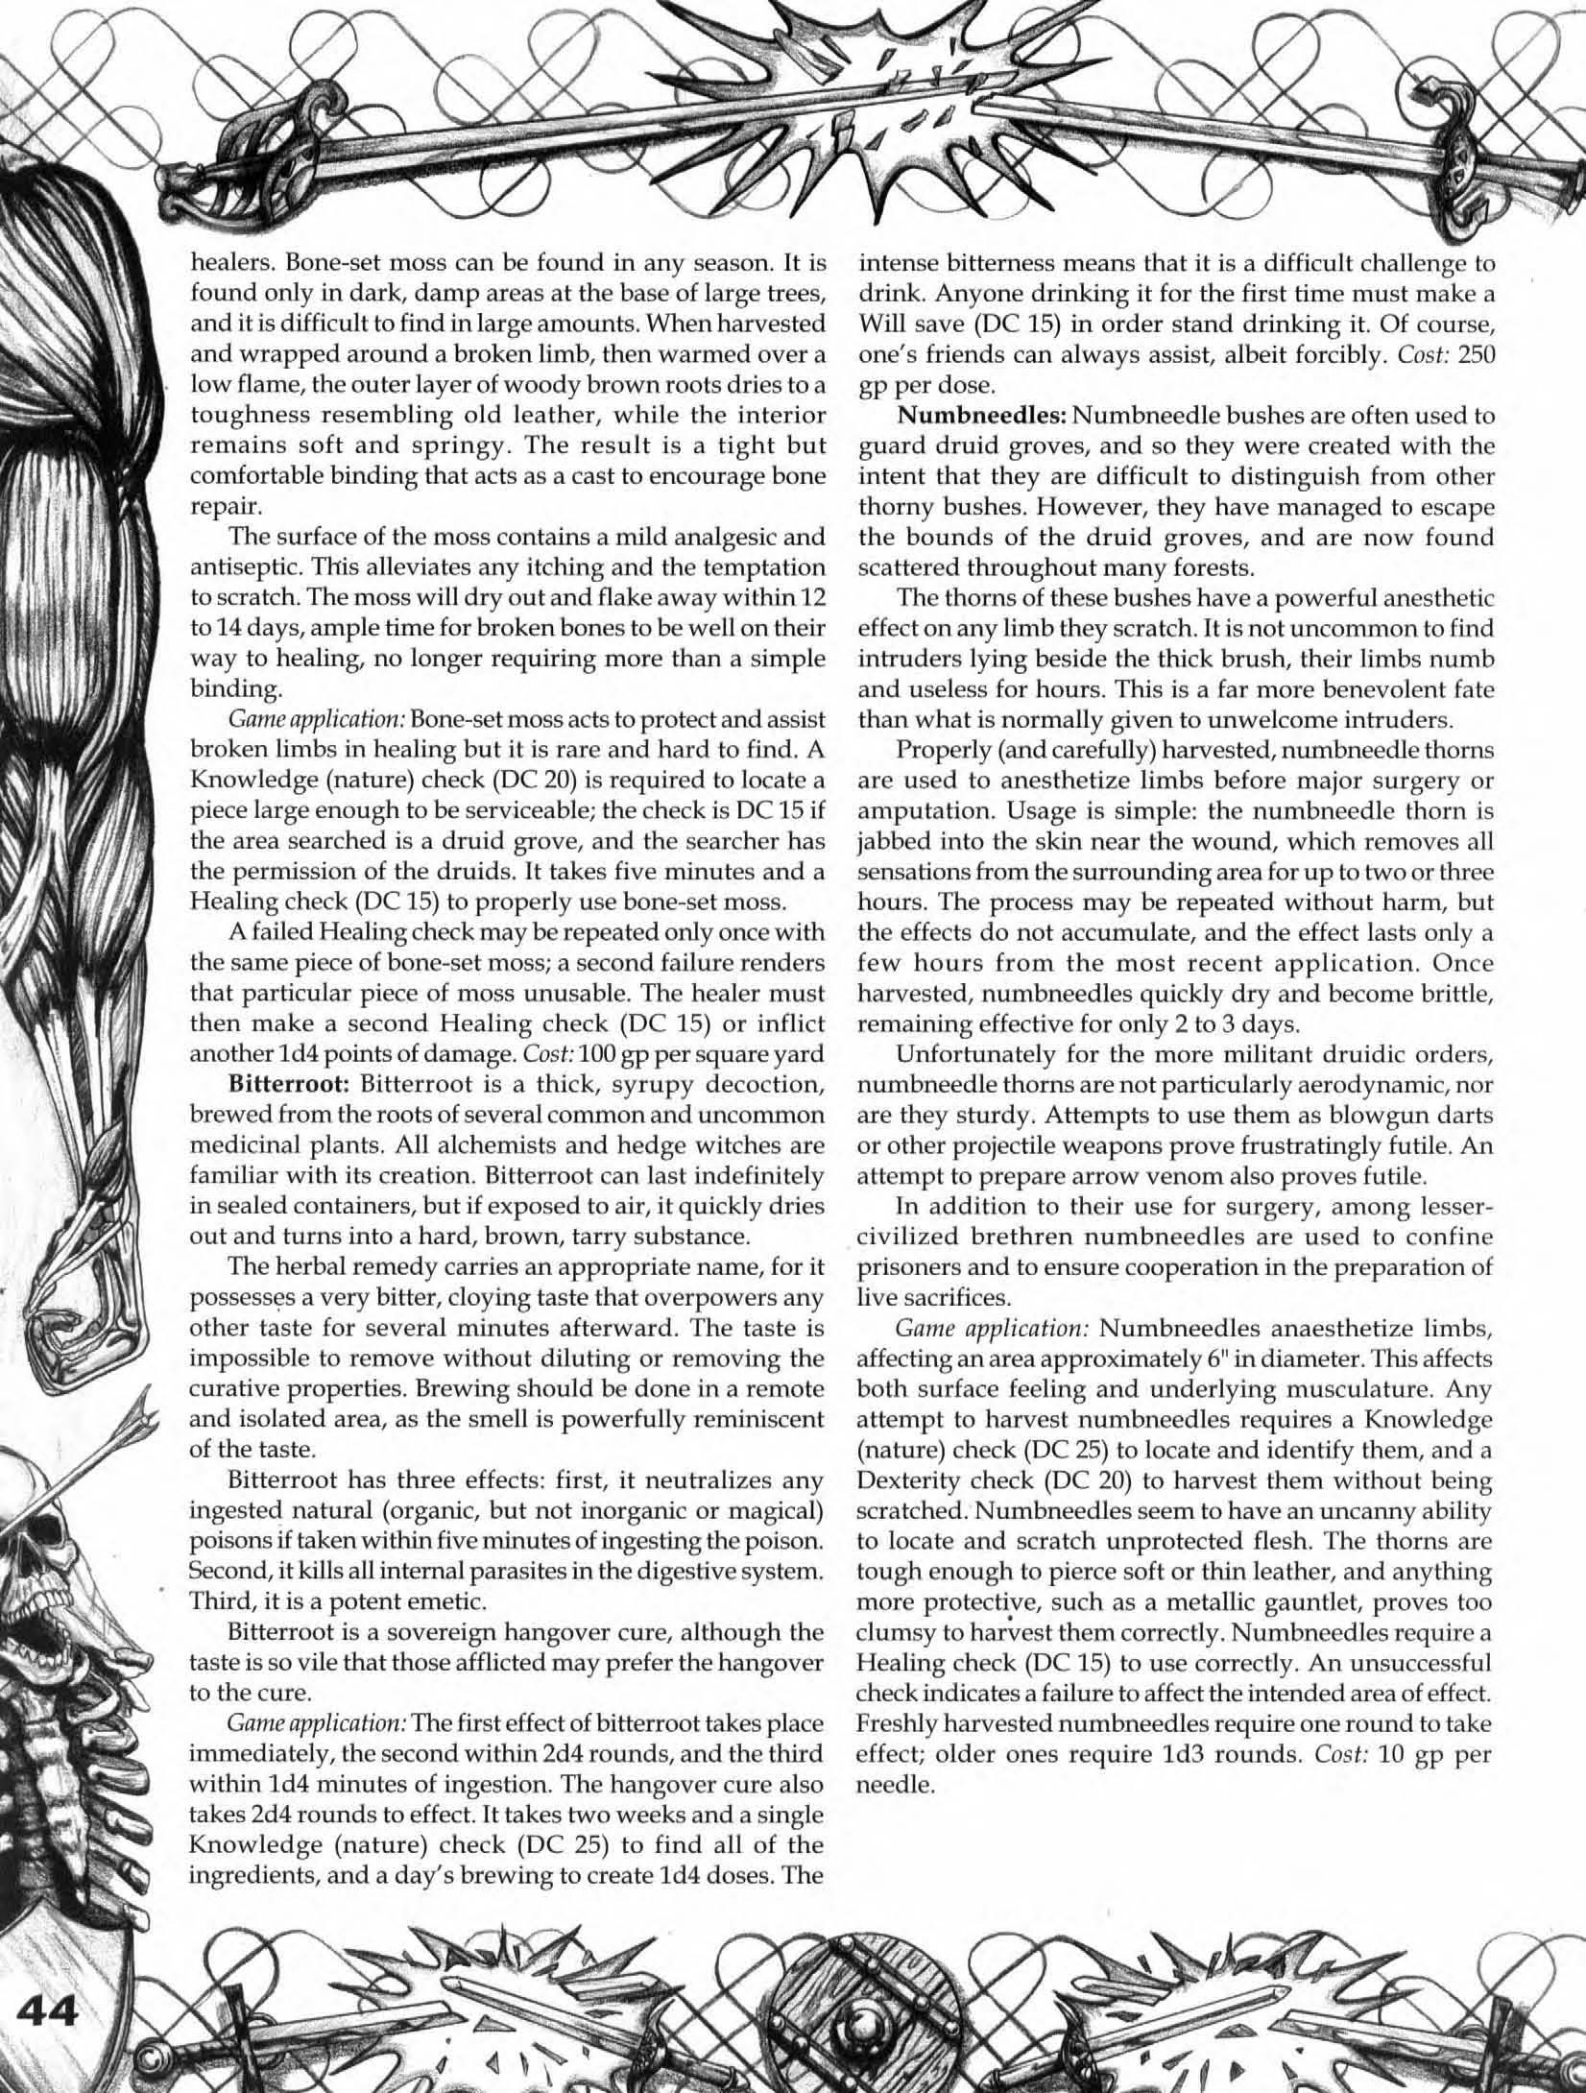 healers. Bone-set moss can be found in any season. It is
found only in dark, damp areas at the base of large trees,
and it is difficult to find in large amounts. When harvested
and wrapped around a broken limb, then warmed over a
low flame, the outer layer of woody brown roots dries to a
toughness resembling old leather, while the interior
remains soft and springy. The result is a tight but
comfortable binding that acts as a cast to encourage bone
repair.
The surface of the moss contains a mild analgesic and
antiseptic. This alleviates any itching and the temptation
to scratch. The moss will dry out and flake away within 12
to 14 days, ample time for broken bones to be well on their
way to healing, no longer requiring more than a simple
binding.
Game application: Bone-set moss acts to protect and assist
broken limbs in healing but it is rare and hard to find. A
Knowledge (nature) check (DC 20) is required to locate a
piece large enough to be serviceable; the check is DC 15 if
the area searched is a druid grove, and the searcher has
the permission of the druids. It takes five minutes and a
Healing check (DC 15) to properly use bone-set moss.
A failed Healing check may be repeated only once with
the same piece of bone-set moss; a second failure renders
that particular piece of moss unusable. The healer must
then make a second Healing check (DC 15) or inflict
another 1d4 points of damage. Cost: 100 gp per square yard
Bitterroot: Bitterroot is a thick, syrupy decoction,
brewed from the roots of several common and uncommon
medicinal plants. All alchemists and hedge witches are
familiar with its creation. Bitterroot can last indefinitely
in sealed containers, but if exposed to air, it quickly dries
out and turns into a hard, brown, tarry substance.
The herbal remedy carries an appropriate name, for it
possesses a very bitter, cloying taste that overpowers any
other taste for several minutes afterward. The taste is
impossible to remove without diluting or removing the
curative properties. Brewing should be done in a remote
and isolated area, as the smell is powerfully reminiscent
of the taste.
Bitterroot has three effects: first, it neutralizes any
ingested natural (organic, but not inorganic or magical)
poisons if taken within five minutes of ingesting the poison.
Second, it kills all internal parasites in the digestive system.
Third, it is a potent emetic.
Bitterroot is a sovereign hangover cure, although the
taste is so vile that those afflicted may prefer the hangover
to the cure.
Game application: The first effect of bitterroot takes place
immediately, the second within 2d4 rounds, and the third
within 1d4 minutes of ingestion. The hangover cure also
takes 2d4 rounds to effect. It takes two weeks and a single
Knowledge (nature) check (DC 25) to find all of the
ingredients, and a day's brewing to create 1d4 doses. The
intense bitterness means that it is a difficult challenge to
drink. Anyone drinking it for the first time must make a
Will save (DC 15) in order stand drinking it. Of course,
one's friends can always assist, albeit forcibly. Cost: 250
gp per dose.
Numbneedles: Numbneedle bushes are often used to
guard druid groves, and so they were created with the
intent that they are difficult to distinguish from other
thorny bushes. However, they have managed to escape
the bounds of the druid groves, and are now found
scattered throughout many forests.
The thorns of these bushes have a powerful anesthetic
effect on any limb they scratch. It is not uncommon to find
intruders lying beside the thick brush, their limbs numb
and useless for hours. This is a far more benevolent fate
than what is normally given to unwelcome intruders.
Properly (and carefully) harvested, numbneedle thorns
are used to anesthetize limbs before major surgery or
amputation. Usage is simple: the numbneedle thorn is
jabbed into the skin near the wound, which removes all
sensations from the surrounding area for up to two or three
hours. The process may be repeated without harm, but
the effects do not accumulate, and the effect lasts only a
few hours from the most recent application. Once
harvested, numbneedles quickly dry and become brittle,
remaining effective for only 2 to 3 days.
Unfortunately for the more militant druidic orders,
numbneedle thorns are not particularly aerodynamic, nor
are they sturdy. Attempts to use them as blowgun darts
or other projectile weapons prove frustratingly futile. An
attempt to prepare arrow venom also proves futile.
In addition to their use for surgery, among lesser-
civilized brethren numbneedles are used to confine
prisoners and to ensure cooperation in the preparation of
live sacrifices.
Game application: Numbneedles anaesthetize limbs,
affecting an area approximately 6" in diameter. This affects
both surface feeling and underlying musculature. Any
attempt to harvest numbneedles requires a Knowledge
(nature) check (DC 25) to locate and identify them, and a
Dexterity check (DC 20) to harvest them without being
scratched. Numbneedles seem to have an uncanny ability
to locate and scratch unprotected flesh. The thorns are
tough enough to pierce soft or thin leather, and anything
more protective, such as a metallic gauntlet, proves too
clumsy to harvest them correctly. Numbneedles require a
Healing check (DC 15) to use correctly. An unsuccessful
check indicates a failure to affect the intended area of effect.
Freshly harvested numbneedles require one round to take
effect; older ones require 1d3 rounds. Cost: 10 gp per
needle.
44